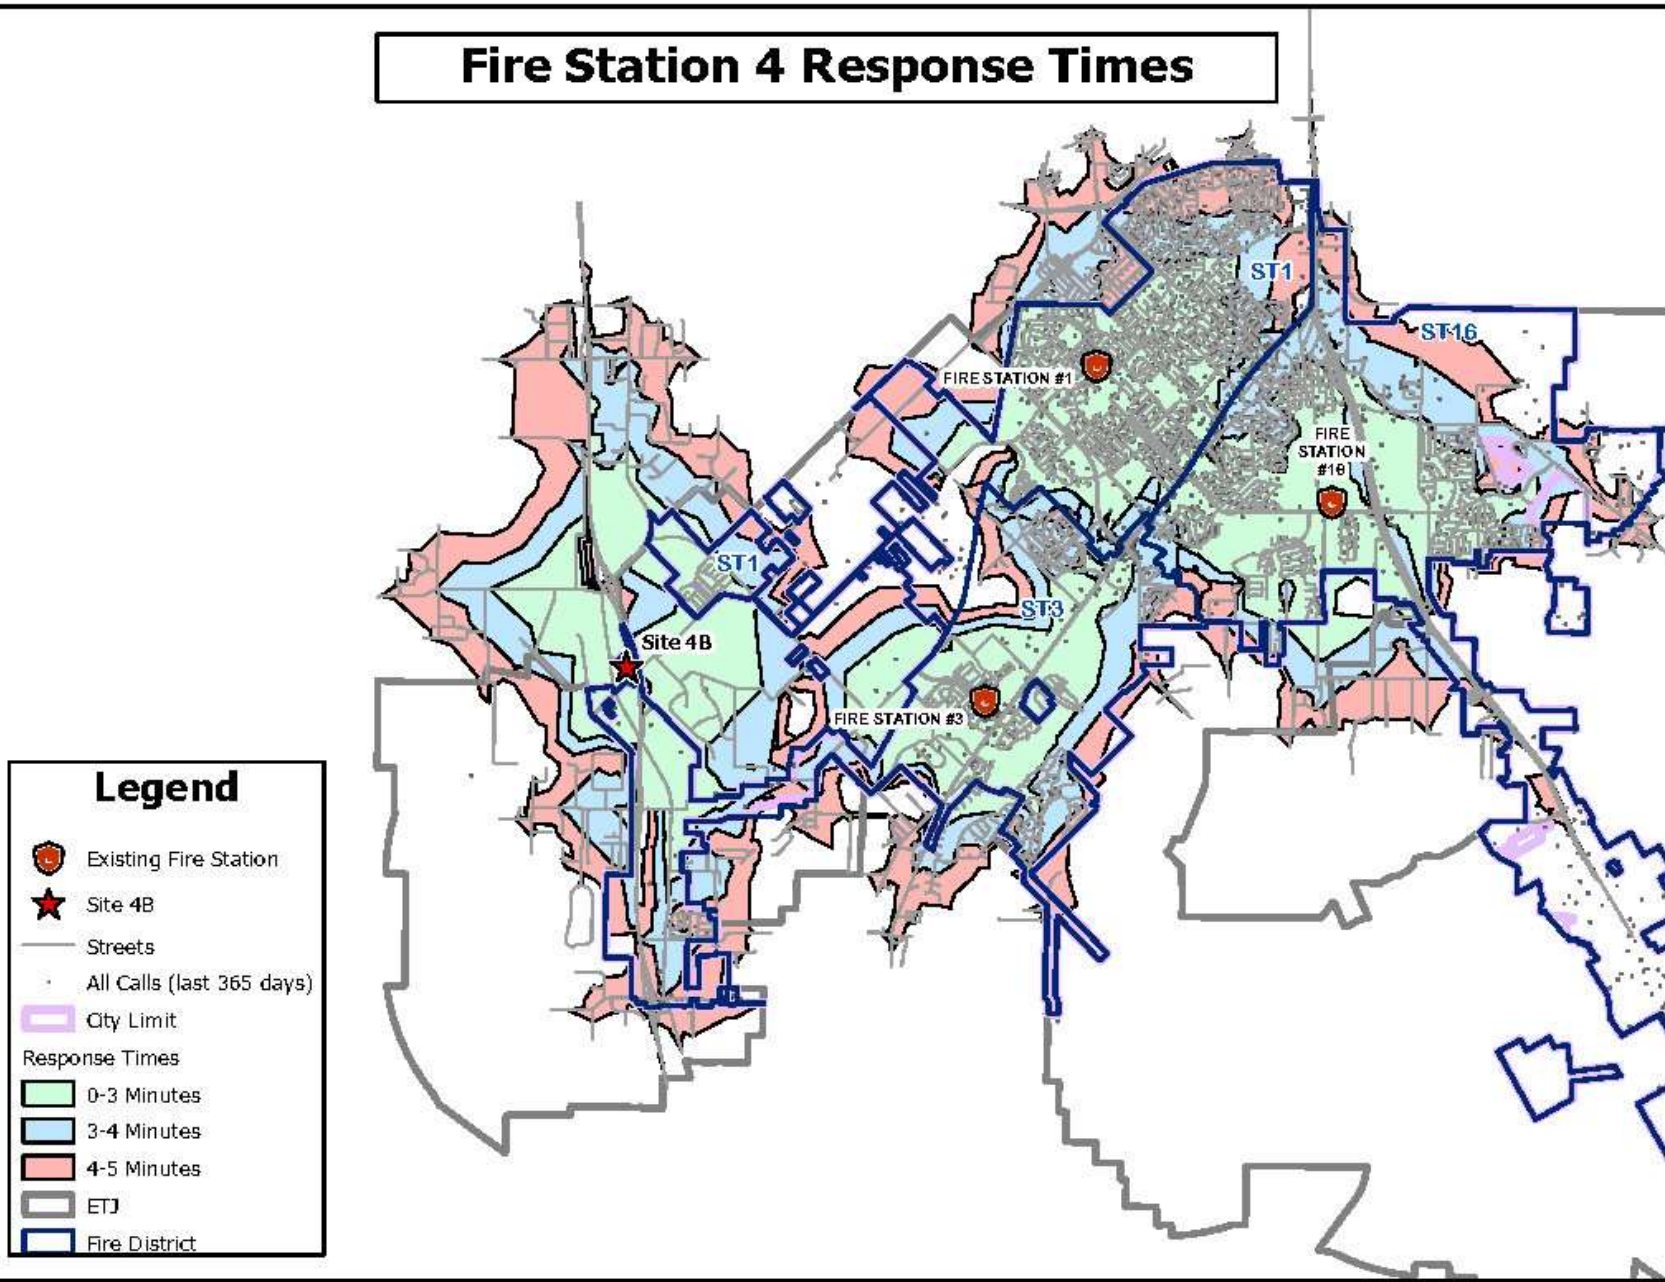 Fire Station 4 Response Times
ST1
ST16
FIRE STATION #1
FIRE
STATION
#18
ST1
ST3
Site 4B
FIRE STATION #3
Legend
Existing Fire Station
Site 4B
Streets
All Calls (last 365 days)
City Limit
Response Times
0-3 Minutes
3-4 Minutes
4-5 Minutes
ETJ
Fire District